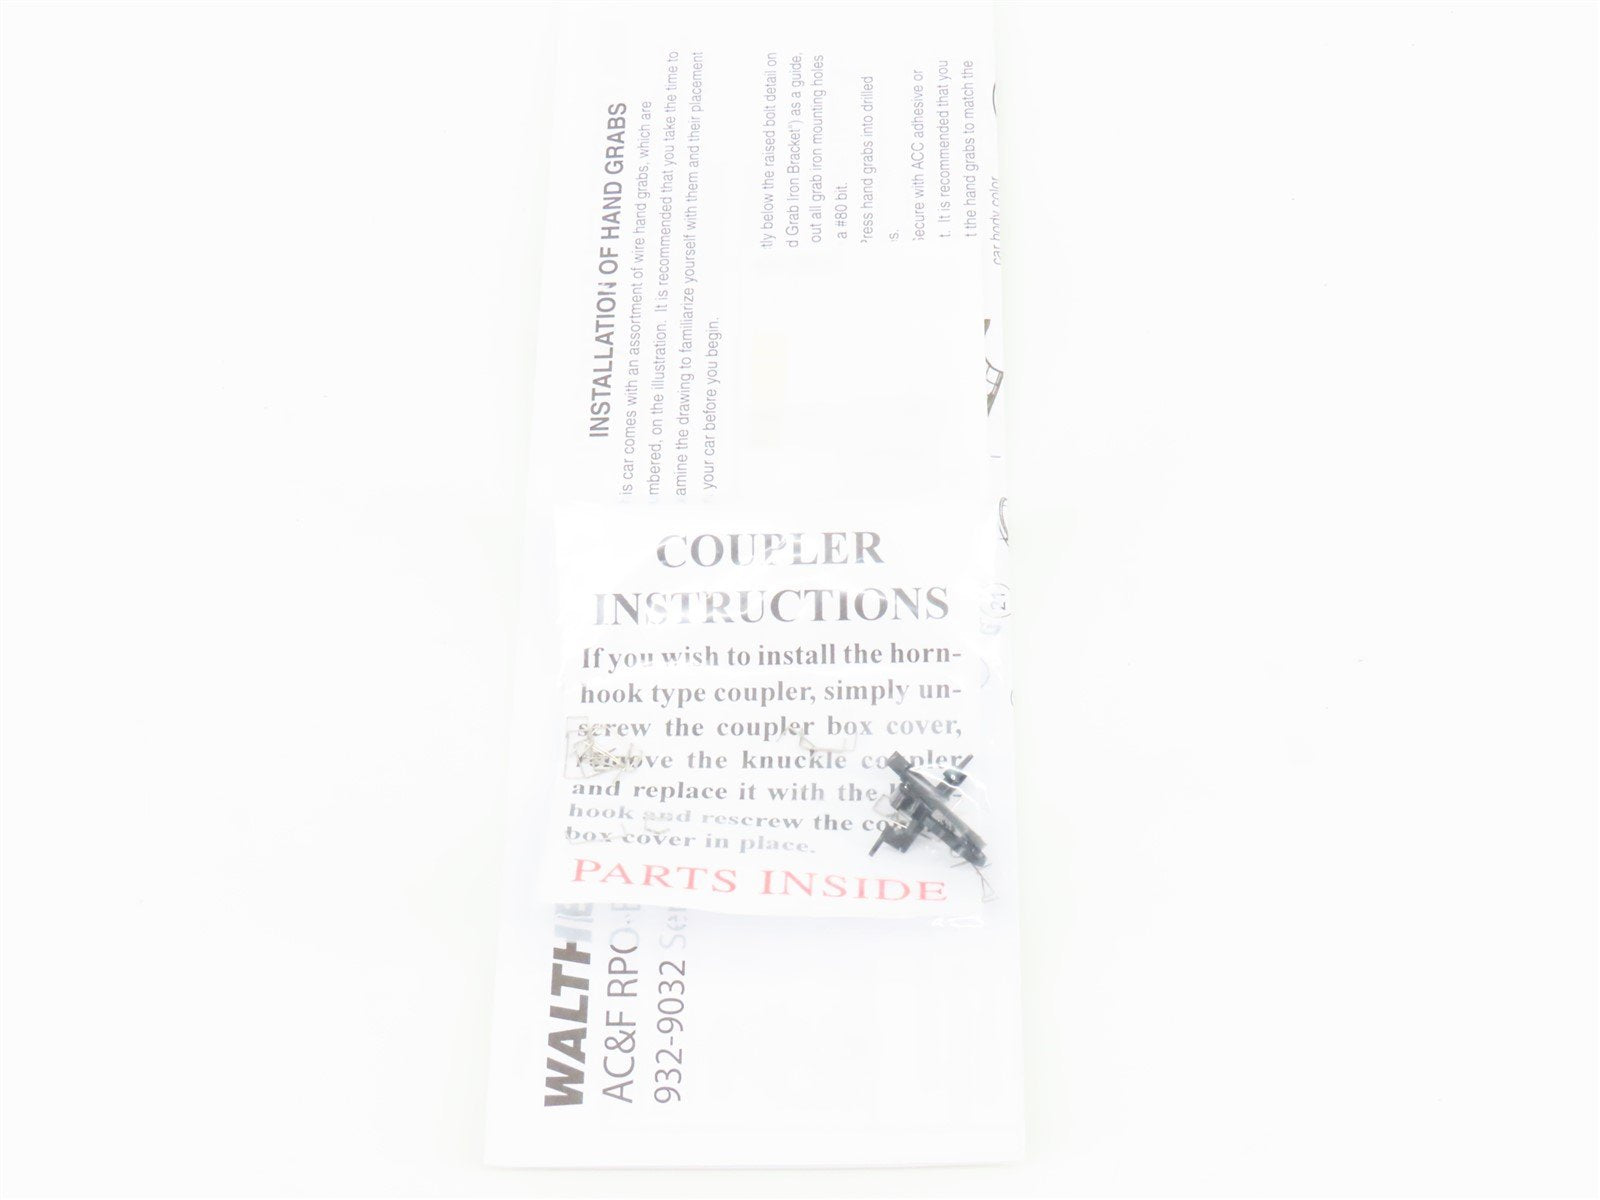 INSTALLATION OF HAND GRABS
is car comes with an assortment of wire hand grabs, which are
mbered, on the illustration. It is recommended that you take the time to
amine the drawing to familiarize yourself with them and their placement
your car before you begin.
tly below the raised bolt detail on
d Grab Iron Bracket") as a guide.
out all grab iron mounting holes
a #80 bit.
Press hand grabs into drilled
s.
Secure with ACC adhesive or
t. It is recommended that you
t the hand grabs to match the
car body color
21
COUPLER
INSTRUCTIONS
If you wish to install the horn-
hook type coupler, simply un-
screw the coupler box cover,
remove the knuckle coupler
and replace it with the
hook and rescrew the
box cover in place.
PARTS INSIDE
WALTHE
AC&F RPO
932-9032 Ser